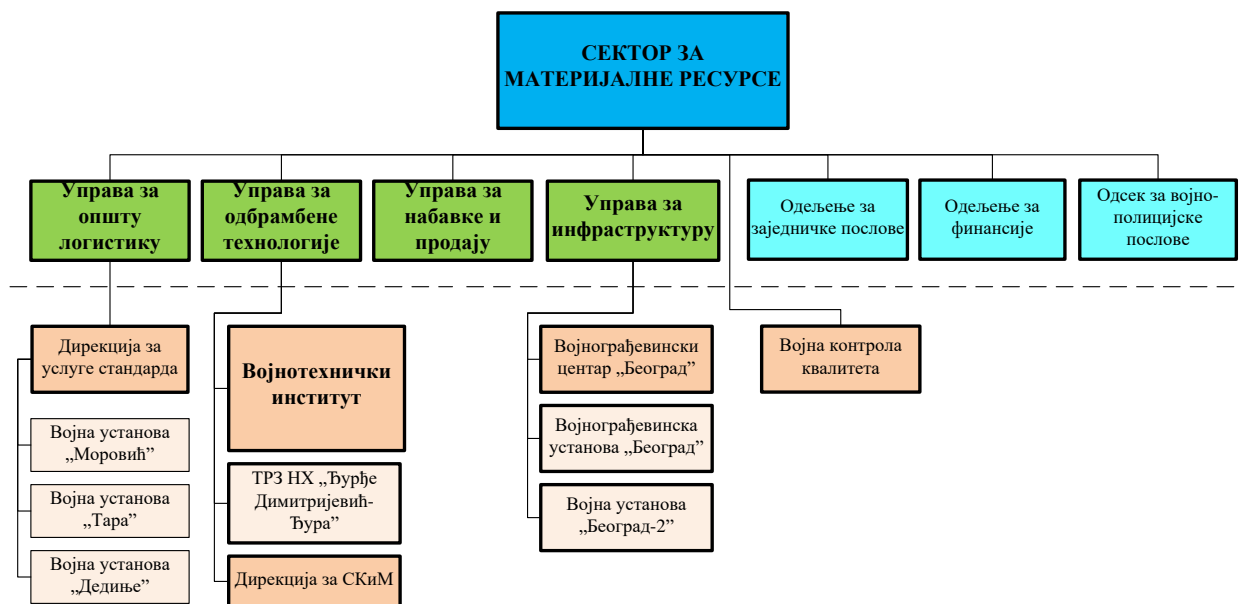 СЕКТОР ЗА
МАТЕРИЈАЛНЕ РЕСУРСЕ
Управа за
општу
логистику
Управа за
одбрамбене
технологије
Управа за
набавке и
продају
Управа за
инфраструктуру
Одељење за
заједничке послове
Одељење за
финансије
Одсек за војно-
полицијске
послове
Дирекција за
услуге стандарда
Војна установа
„Моровић”
Војна установа
„Тара”
Војна установа
„Дедиње”
Војнотехнички
институт
ТРЗ НХ „Ђурђе
Димитријевић-
Ђура”
Дирекција за СКиМ
Војнограђевински
центар „Београд”
Војнограђевинска
установа „Београд”
Војна установа
„Београд-2”
Војна контрола
квалитета